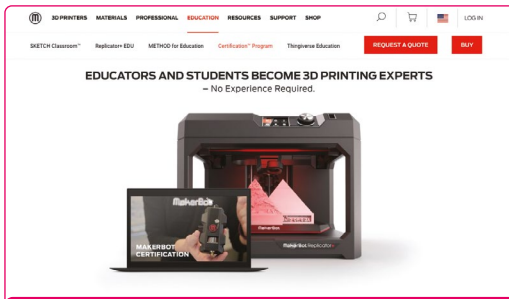 3D PRINTERS MATERIALS PROFESSIONAL EDUCATION RESOURCES SUPPORT SHOP LOG IN
SKETCH Classroom™ Replicator+ EDU METHOD for Education Certification™ Program Thingiverse Education REQUEST A QUOTE BUY
EDUCATORS AND STUDENTS BECOME 3D PRINTING EXPERTS
– No Experience Required.
MakerBot
MakerBot
MakerBot Replicator+
MAKERBOT
CERTIFICATION